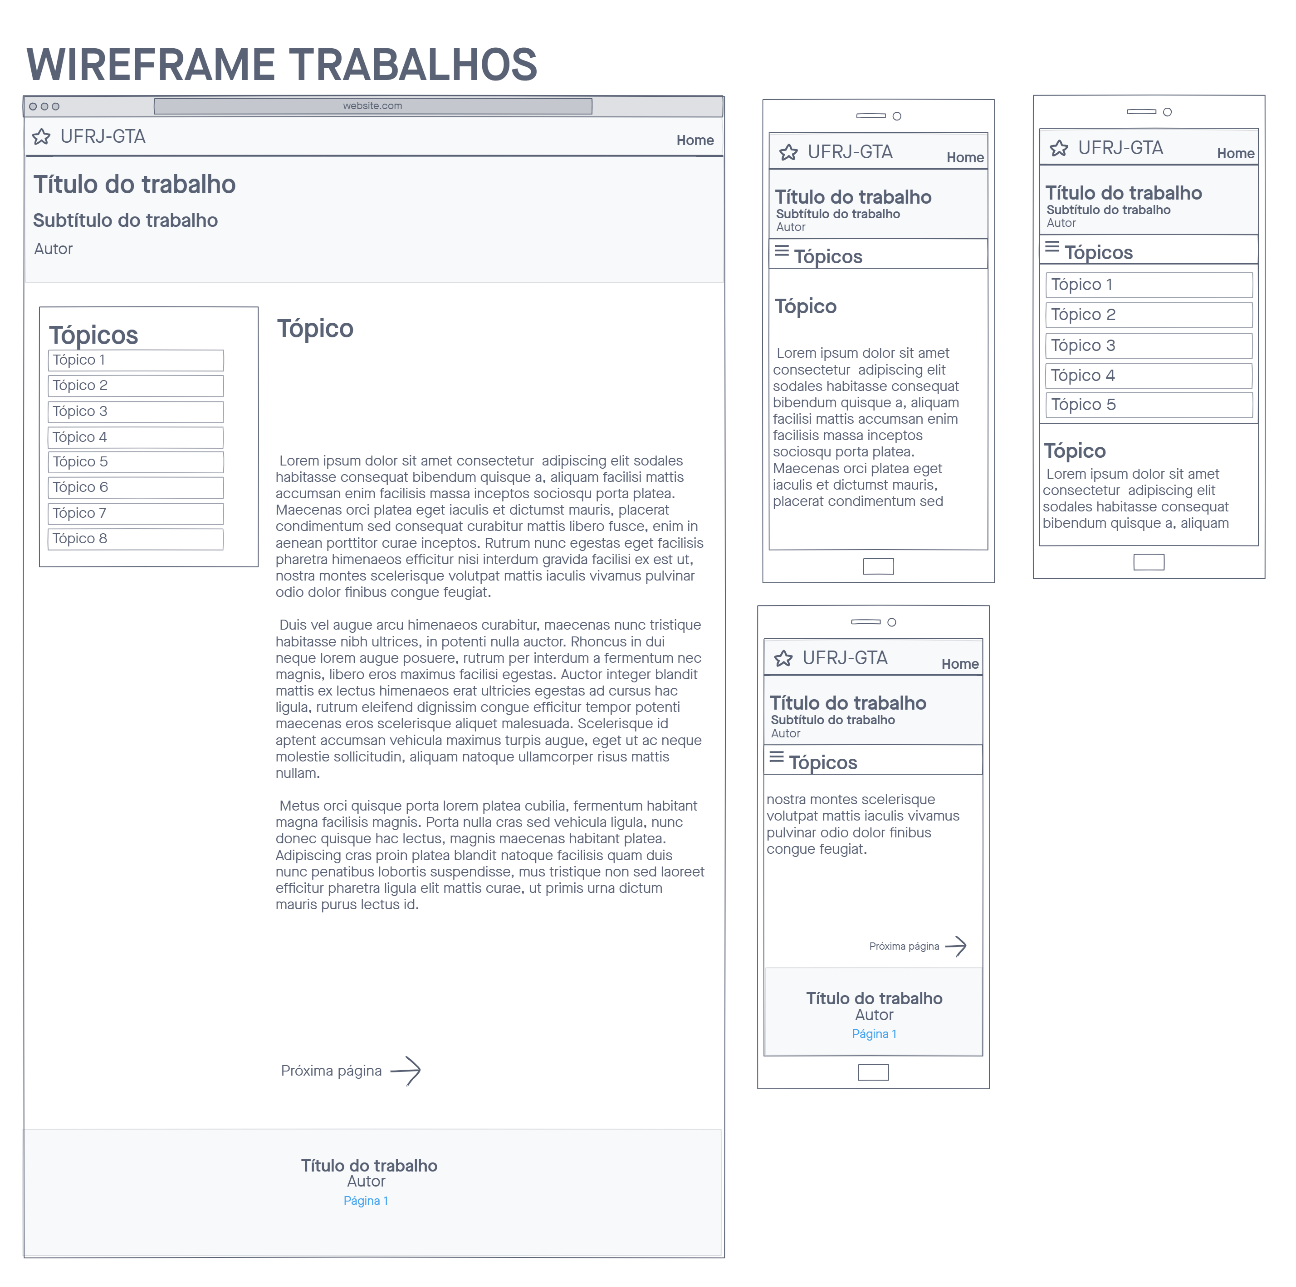 WIREFRAME TRABALHOS
website.com
UFRJ-GTA
Home
Título do trabalho
Subtítulo do trabalho
Autor
Tópicos
Tópico 1
Tópico 2
Tópico 3
Tópico 4
Tópico 5
Tópico 6
Tópico 7
Tópico 8
Tópico
Lorem ipsum dolor sit amet consectetur  adipiscing elit sodales
habitasse consequat bibendum quisque a, aliquam facilisi mattis
accumsan enim facilisis massa inceptos sociosqu porta platea.
Maecenas orci platea eget iaculis et dictumst mauris, placerat
condimentum sed consequat curabitur mattis libero fusce, enim in
aenean porttitor curae inceptos. Rutrum nunc egestas eget facilisis
pharetra himenaeos efficitur nisi interdum gravida facilisi ex est ut,
nostra montes scelerisque volutpat mattis iaculis vivamus pulvinar
odio dolor finibus congue feugiat.
Duis vel augue arcu himenaeos curabitur, maecenas nunc tristique
habitasse nibh ultrices, in potenti nulla auctor. Rhoncus in dui
neque lorem augue posuere, rutrum per interdum a fermentum nec
magnis, libero eros maximus facilisi egestas. Auctor integer blandit
mattis ex lectus himenaeos erat ultricies egestas ad cursus hac
ligula, rutrum eleifend dignissim congue efficitur tempor potenti
maecenas eros scelerisque aliquet malesuada. Scelerisque id
aptent accumsan vehicula maximus turpis augue, eget ut ac neque
molestie sollicitudin, aliquam natoque ullamcorper risus mattis
nullam.
Metus orci quisque porta lorem platea cubilia, fermentum habitant
magna facilisis magnis. Porta nulla cras sed vehicula ligula, nunc
donec quisque hac lectus, magnis maecenas habitant platea.
Adipiscing cras proin platea blandit natoque facilisis quam duis
nunc penatibus lobortis suspendisse, mus tristique non sed laoreet
efficitur pharetra ligula elit mattis curae, ut primis urna dictum
mauris purus lectus id.
Próxima página
Título do trabalho
Autor
Página 1
UFRJ-GTA
Home
Título do trabalho
Subtítulo do trabalho
Autor
Tópicos
Tópico
Lorem ipsum dolor sit amet
consectetur  adipiscing elit
sodales habitasse consequat
bibendum quisque a, aliquam
facilisi mattis accumsan enim
facilisis massa inceptos
sociosqu porta platea.
Maecenas orci platea eget
iaculis et dictumst mauris,
placerat condimentum sed
UFRJ-GTA
Home
Título do trabalho
Subtítulo do trabalho
Autor
Tópicos
Tópico 1
Tópico 2
Tópico 3
Tópico 4
Tópico 5
Tópico
Lorem ipsum dolor sit amet
consectetur  adipiscing elit
sodales habitasse consequat
bibendum quisque a, aliquam
UFRJ-GTA
Home
Título do trabalho
Subtítulo do trabalho
Autor
Tópicos
nostra montes scelerisque
volutpat mattis iaculis vivamus
pulvinar odio dolor finibus
congue feugiat.
Próxima página
Título do trabalho
Autor
Página 1